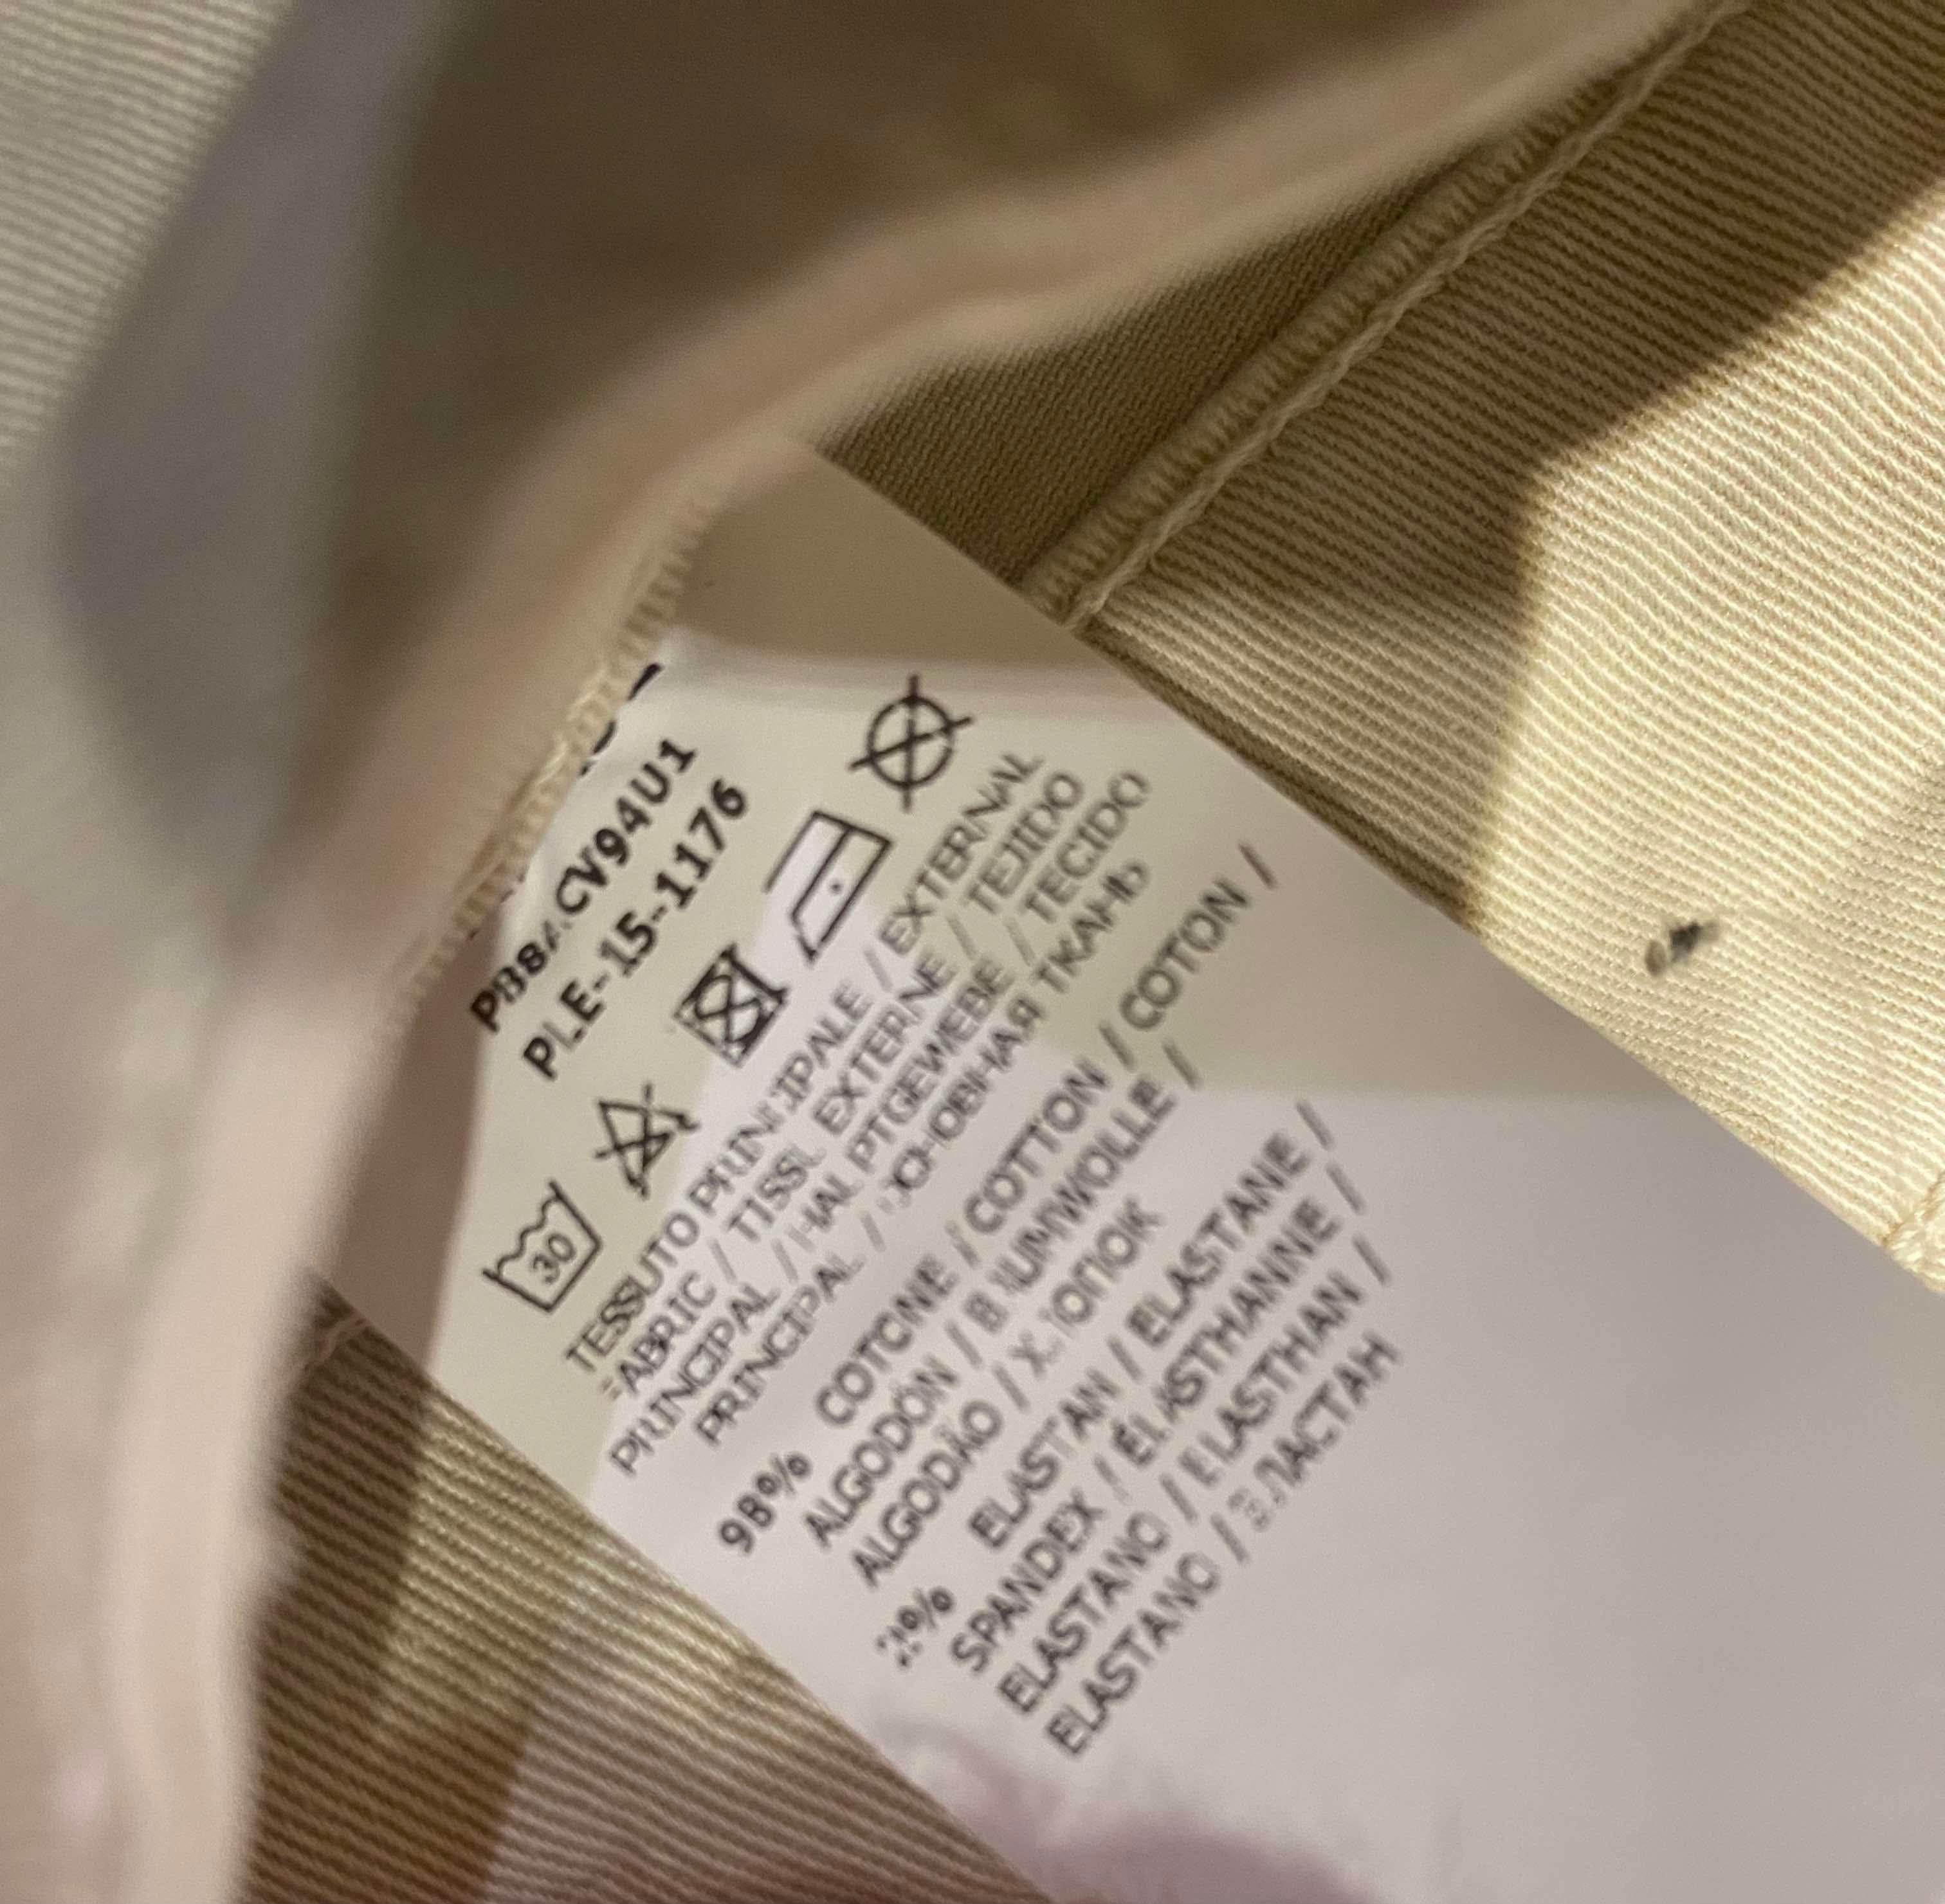 PLE-15-1176
30
TESSUTO PRINCIPALE / EXTERNAL
FABRIC / TISSU EXTERNE / TEJIDO
PRINCIPAL / HAUPTGEWEBE / TECIDO
PRINCIPAL / ОСНОВНАЯ ТКАНЬ
98% COTONE / COTTON / COTON /
ALGODÓN / BAUMWOLLE /
ALGODÃO / ХЛОПОК
2% ELASTAN / ELASTANE /
SPANDEX / ÉLASTHANNE /
ELASTANO / ELASTHAN /
ELASTANO / ЭЛАСТАН